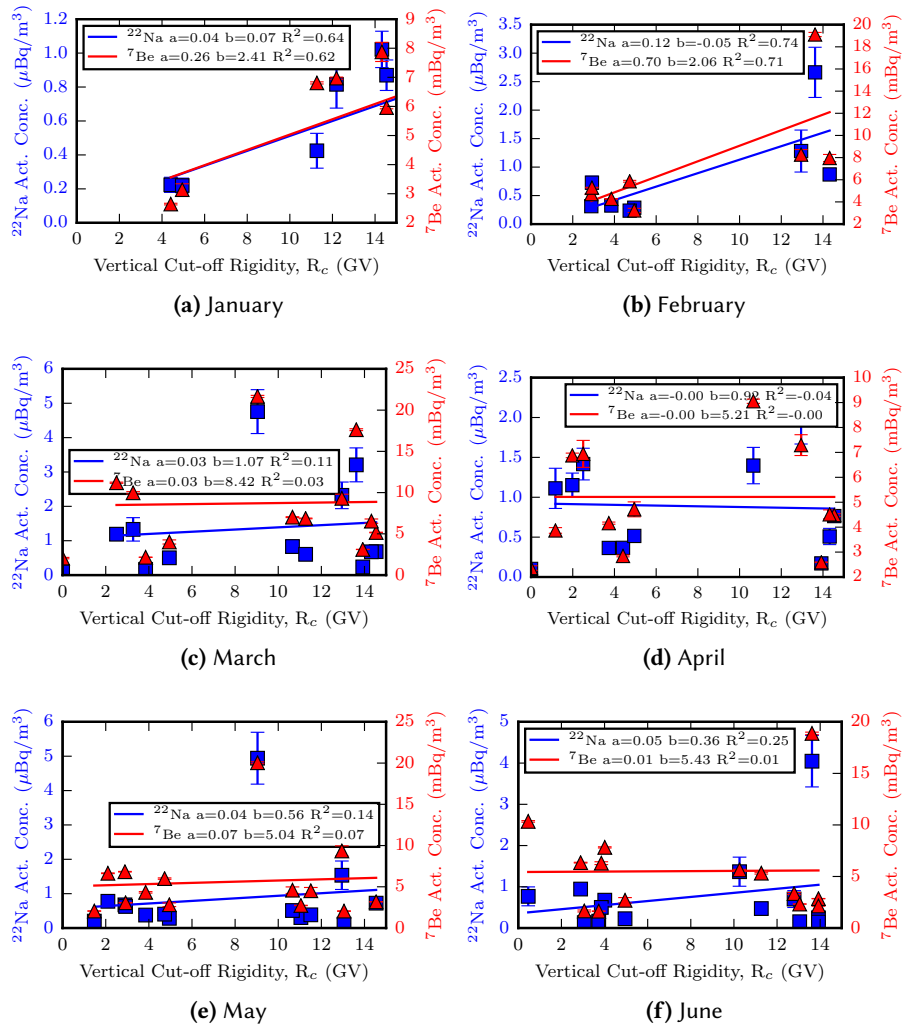 ²²Na Act. Conc. (μBq/m³)
⁷Be Act. Conc. (mBq/m³)
1.2
1.0
0.8
0.6
0.4
0.2
0.0
9
8
7
6
5
4
3
2
²²Na a=0.04 b=0.07 R²=0.64
⁷Be a=0.26 b=2.41 R²=0.62
0 2 4 6 8 10 12 14
Vertical Cut-off Rigidity, R_c (GV)
(a) January
²²Na Act. Conc. (μBq/m³)
⁷Be Act. Conc. (mBq/m³)
3.5
3.0
2.5
2.0
1.5
1.0
0.5
0.0
20
18
16
14
12
10
8
6
4
2
²²Na a=0.12 b=-0.05 R²=0.74
⁷Be a=0.70 b=2.06 R²=0.71
0 2 4 6 8 10 12 14
Vertical Cut-off Rigidity, R_c (GV)
(b) February
²²Na Act. Conc. (μBq/m³)
⁷Be Act. Conc. (mBq/m³)
6
5
4
3
2
1
0
25
20
15
10
5
0
²²Na a=0.03 b=1.07 R²=0.11
⁷Be a=0.03 b=8.42 R²=0.03
0 2 4 6 8 10 12 14
Vertical Cut-off Rigidity, R_c (GV)
(c) March
²²Na Act. Conc. (μBq/m³)
⁷Be Act. Conc. (mBq/m³)
2.5
2.0
1.5
1.0
0.5
0.0
10
9
8
7
6
5
4
3
2
²²Na a=-0.00 b=0.92 R²=-0.04
⁷Be a=-0.00 b=5.21 R²=-0.00
0 2 4 6 8 10 12 14
Vertical Cut-off Rigidity, R_c (GV)
(d) April
²²Na Act. Conc. (μBq/m³)
⁷Be Act. Conc. (mBq/m³)
6
5
4
3
2
1
0
25
20
15
10
5
0
²²Na a=0.04 b=0.56 R²=0.14
⁷Be a=0.07 b=5.04 R²=0.07
0 2 4 6 8 10 12 14
Vertical Cut-off Rigidity, R_c (GV)
(e) May
²²Na Act. Conc. (μBq/m³)
⁷Be Act. Conc. (mBq/m³)
5
4
3
2
1
0
20
15
10
5
0
²²Na a=0.05 b=0.36 R²=0.25
⁷Be a=0.01 b=5.43 R²=0.01
0 2 4 6 8 10 12 14
Vertical Cut-off Rigidity, R_c (GV)
(f) June